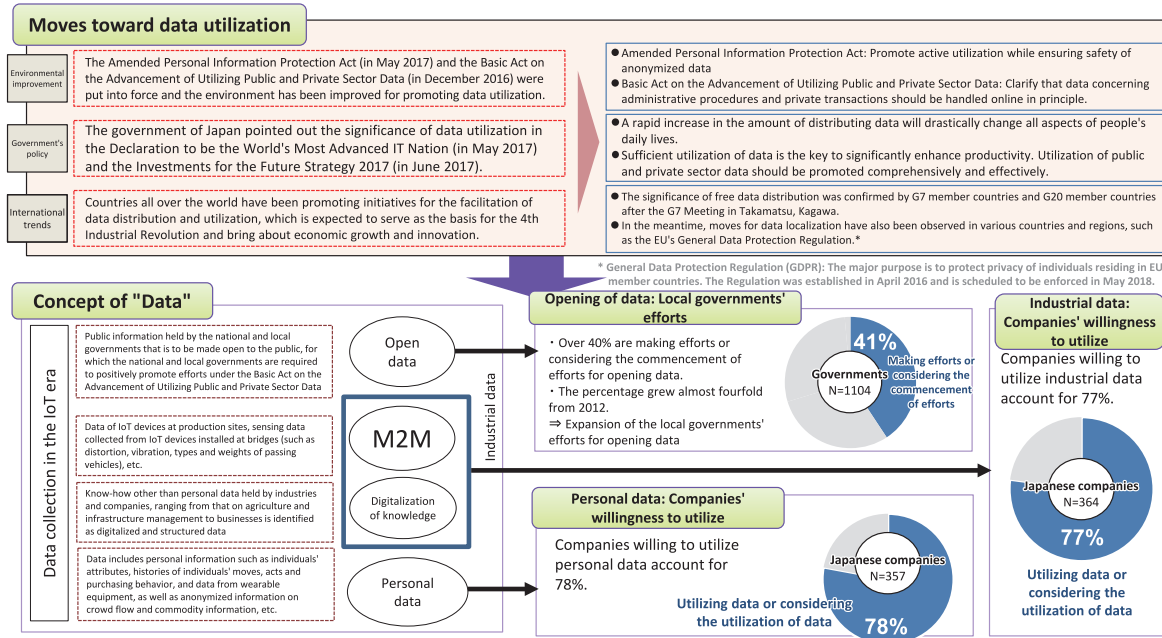 Moves toward data utilization
Environmental
improvement
The Amended Personal Information Protection Act (in May 2017) and the Basic Act on
the Advancement of Utilizing Public and Private Sector Data (in December 2016) were
put into force and the environment has been improved for promoting data utilization.
● Amended Personal Information Protection Act: Promote active utilization while ensuring safety of
anonymized data
● Basic Act on the Advancement of Utilizing Public and Private Sector Data: Clarify that data concerning
administrative procedures and private transactions should be handled online in principle.
Government's
policy
The government of Japan pointed out the significance of data utilization in
the Declaration to be the World's Most Advanced IT Nation (in May 2017)
and the Investments for the Future Strategy 2017 (in June 2017).
● A rapid increase in the amount of distributing data will drastically change all aspects of people's
daily lives.
● Sufficient utilization of data is the key to significantly enhance productivity. Utilization of public
and private sector data should be promoted comprehensively and effectively.
International
trends
Countries all over the world have been promoting initiatives for the facilitation of
data distribution and utilization, which is expected to serve as the basis for the 4th
Industrial Revolution and bring about economic growth and innovation.
● The significance of free data distribution was confirmed by G7 member countries and G20 member countries
after the G7 Meeting in Takamatsu, Kagawa.
● In the meantime, moves for data localization have also been observed in various countries and regions, such
as the EU's General Data Protection Regulation.*
* General Data Protection Regulation (GDPR): The major purpose is to protect privacy of individuals residing in EU
member countries. The Regulation was established in April 2016 and is scheduled to be enforced in May 2018.
Concept of "Data"
Data collection in the IoT era
Public information held by the national and local
governments that is to be made open to the public, for
which the national and local governments are required
to positively promote efforts under the Basic Act on the
Advancement of Utilizing Public and Private Sector Data
Open
data
Data of IoT devices at production sites, sensing data
collected from IoT devices installed at bridges (such as
distortion, vibration, types and weights of passing
vehicles), etc.
M2M
Know-how other than personal data held by industries
and companies, ranging from that on agriculture and
infrastructure management to businesses is identified
as digitalized and structured data
Digitalization
of knowledge
Data includes personal information such as individuals'
attributes, histories of individuals' moves, acts and
purchasing behavior, and data from wearable
equipment, as well as anonymized information on
crowd flow and commodity information, etc.
Personal
data
Industrial data
Opening of data: Local governments'
efforts
・Over 40% are making efforts or
considering the commencement of
efforts for opening data.
・The percentage grew almost fourfold
from 2012.
⇒ Expansion of the local governments'
efforts for opening data
41%
Governments
N=1104
Making efforts or
considering the
commencement
of efforts
Personal data: Companies'
willingness to utilize
Companies willing to utilize
personal data account for
78%.
Japanese companies
N=357
Utilizing data or considering
the utilization of data
78%
Industrial data:
Companies' willingness
to utilize
Companies willing to
utilize industrial data
account for 77%.
Japanese companies
N=364
77%
Utilizing data or
considering the
utilization of data